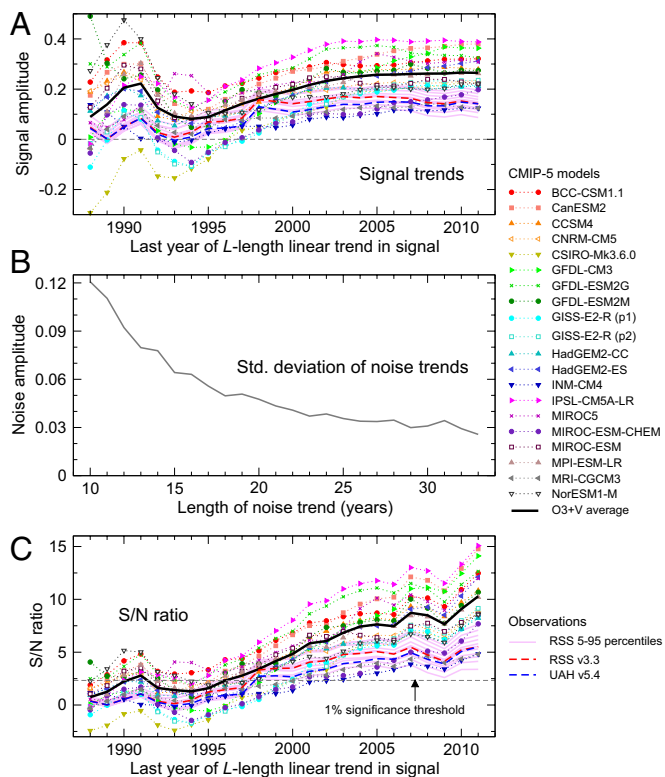 A
Signal amplitude
0.4
0.2
0
-0.2
Signal trends
1990 1995 2000 2005 2010
Last year of L-length linear trend in signal
B
Noise amplitude
0.12
0.09
0.06
0.03
0
Std. deviation of noise trends
10 15 20 25 30
Length of noise trend (years)
C
S/N ratio
15
10
5
0
S/N ratio
1% significance threshold
1990 1995 2000 2005 2010
Last year of L-length linear trend in signal
CMIP-5 models
BCC-CSM1.1
CanESM2
CCSM4
CNRM-CM5
CSIRO-Mk3.6.0
GFDL-CM3
GFDL-ESM2G
GFDL-ESM2M
GISS-E2-R (p1)
GISS-E2-R (p2)
HadGEM2-CC
HadGEM2-ES
INM-CM4
IPSL-CM5A-LR
MIROC5
MIROC-ESM-CHEM
MIROC-ESM
MPI-ESM-LR
MRI-CGCM3
NorESM1-M
O3+V average
Observations
RSS 5-95 percentiles
RSS v3.3
UAH v5.4